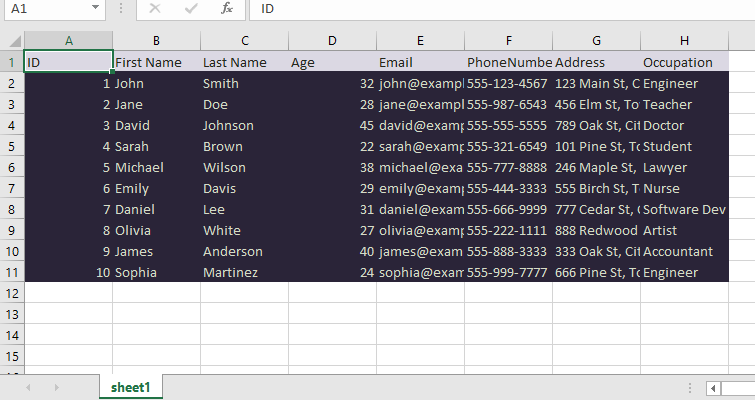 A1 fx ID
A B C D E F G H
1 ID First Name Last Name Age Email PhoneNumbe Address Occupation
2 1 John Smith 32 john@exampl 555-123-4567 123 Main St, C Engineer
3 2 Jane Doe 28 jane@exampl 555-987-6543 456 Elm St, To Teacher
4 3 David Johnson 45 david@examp 555-555-5555 789 Oak St, Cit Doctor
5 4 Sarah Brown 22 sarah@examp 555-321-6549 101 Pine St, To Student
6 5 Michael Wilson 38 michael@exa 555-777-8888 246 Maple St, Lawyer
7 6 Emily Davis 29 emily@examp 555-444-3333 555 Birch St, T Nurse
8 7 Daniel Lee 31 daniel@exam 555-666-9999 777 Cedar St, Software Dev
9 8 Olivia White 27 olivia@examp 555-222-1111 888 Redwood Artist
10 9 James Anderson 40 james@exam 555-888-3333 333 Oak St, Cit Accountant
11 10 Sophia Martinez 24 sophia@exam 555-999-7777 666 Pine St, To Engineer
12
13
14
15
sheet1